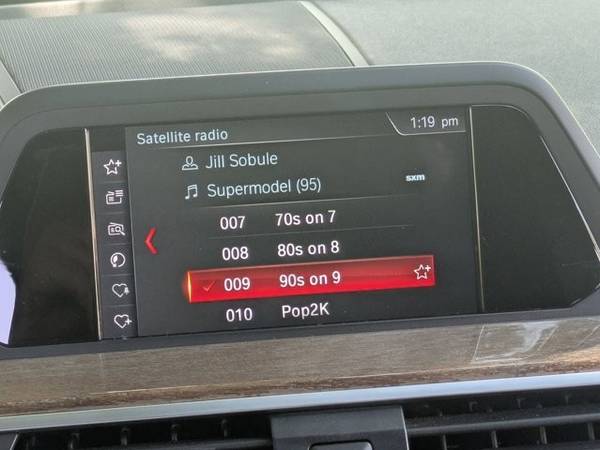 Satellite radio
1:19 pm
Jill Sobule
Supermodel (95)
sxm
007 70s on 7
008 80s on 8
009 90s on 9
010 Pop2K